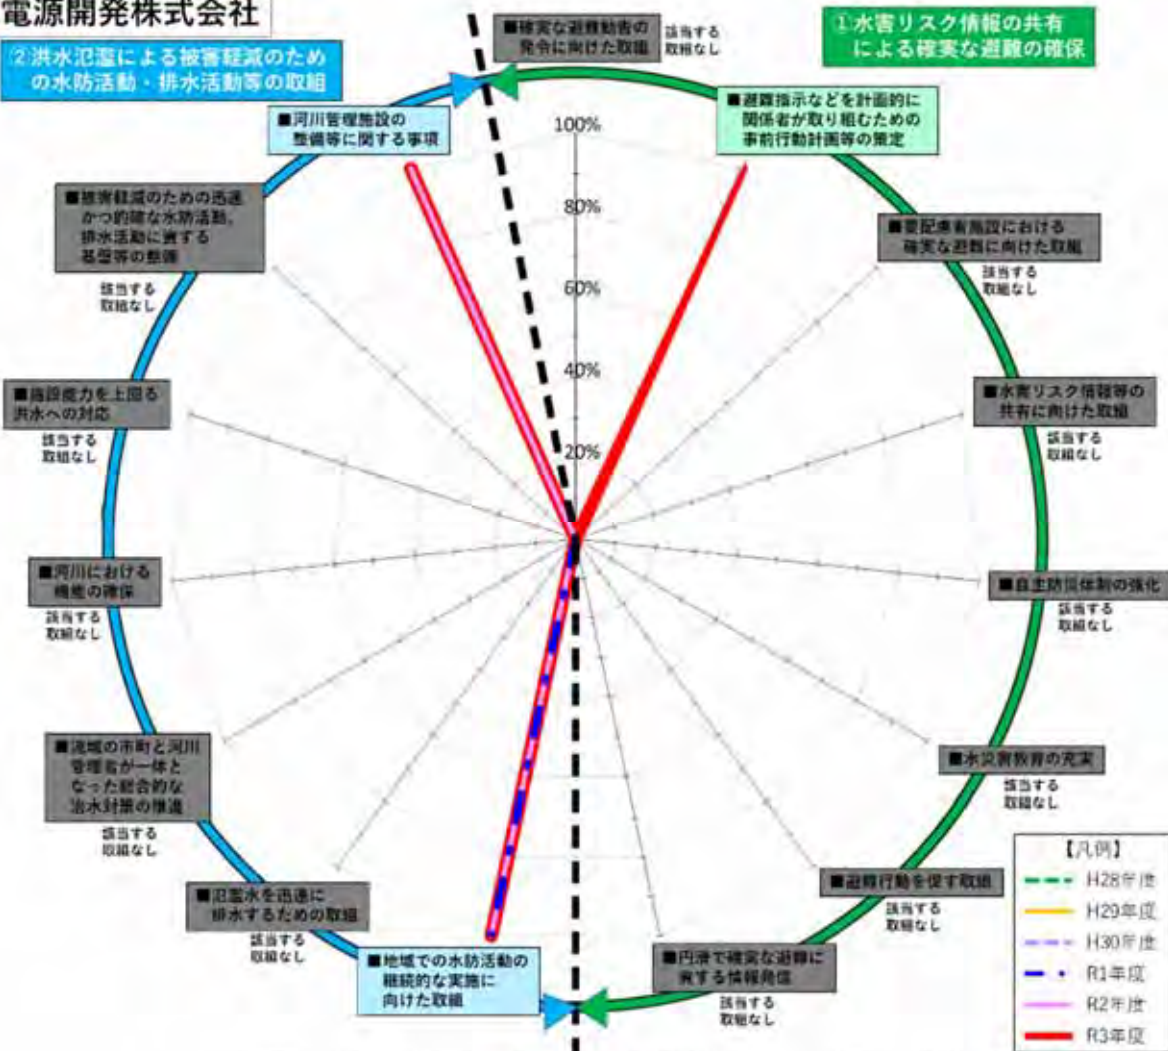 電源開発株式会社
②洪水氾濫による被害軽減のため
の水防活動・排水活動等の取組
■確実な避難勧告の
発令に向けた取組
該当する
取組なし
①水害リスク情報の共有
による確実な避難の確保
■河川管理施設の
整備等に関する事項
■避難指示などを計画的に
関係者が取り組むための
事前行動計画等の策定
100%
80%
60%
40%
20%
■被害軽減のための迅速
かつ的確な水防活動、
排水活動に資する
基盤等の整備
該当する
取組なし
■要配慮者施設における
確実な避難に向けた取組
該当する
取組なし
■施設能力を上回る
洪水への対応
該当する
取組なし
■水害リスク情報等の
共有に向けた取組
該当する
取組なし
■河川における
機能の確保
該当する
取組なし
■自主防災体制の強化
該当する
取組なし
■流域の市町と河川
管理者が一体と
なった総合的な
治水対策の推進
該当する
取組なし
■水災害教育の充実
該当する
取組なし
■氾濫水を迅速に
排水するための取組
該当する
取組なし
■避難行動を促す取組
該当する
取組なし
■地域での水防活動の
継続的な実施に
向けた取組
■円滑で確実な避難に
資する情報発信
該当する
取組なし
【凡例】
H28年度
H29年度
H30年度
R1年度
R2年度
R3年度